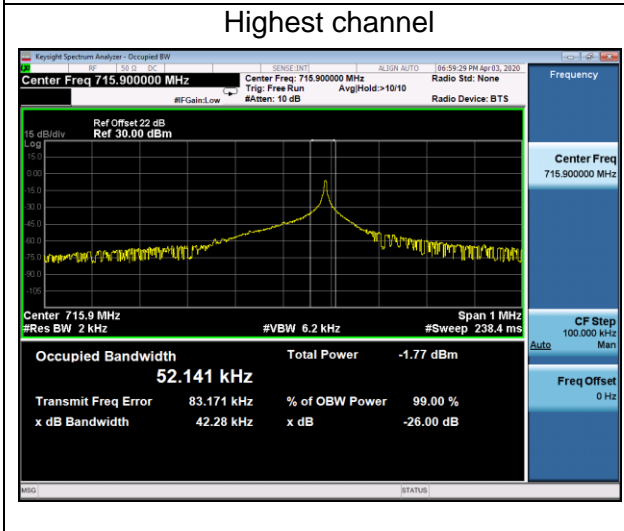 Highest channel
Keysight Spectrum Analyzer - Occupied BW
RF 50 Ω DC SENSE:INT ALIGN AUTO 06:59:29 PM Apr 03, 2020
Center Freq 715.900000 MHz
Center Freq: 715.900000 MHz Radio Std: None
Trig: Free Run Avg|Hold:>10/10
#IFGain:Low #Atten: 10 dB Radio Device: BTS
Frequency
Ref Offset 22 dB
15 dB/div Ref 30.00 dBm
Log
15.0
0.00
-15.0
-30.0
-45.0
-60.0
-75.0
-90.0
-105
Center Freq
715.900000 MHz
Center 715.9 MHz Span 1 MHz
#Res BW 2 kHz #VBW 6.2 kHz #Sweep 238.4 ms
CF Step
100.000 kHz
Auto Man
Occupied Bandwidth Total Power -1.77 dBm
52.141 kHz
Transmit Freq Error 83.171 kHz % of OBW Power 99.00 %
x dB Bandwidth 42.28 kHz x dB -26.00 dB
Freq Offset
0 Hz
MSG STATUS